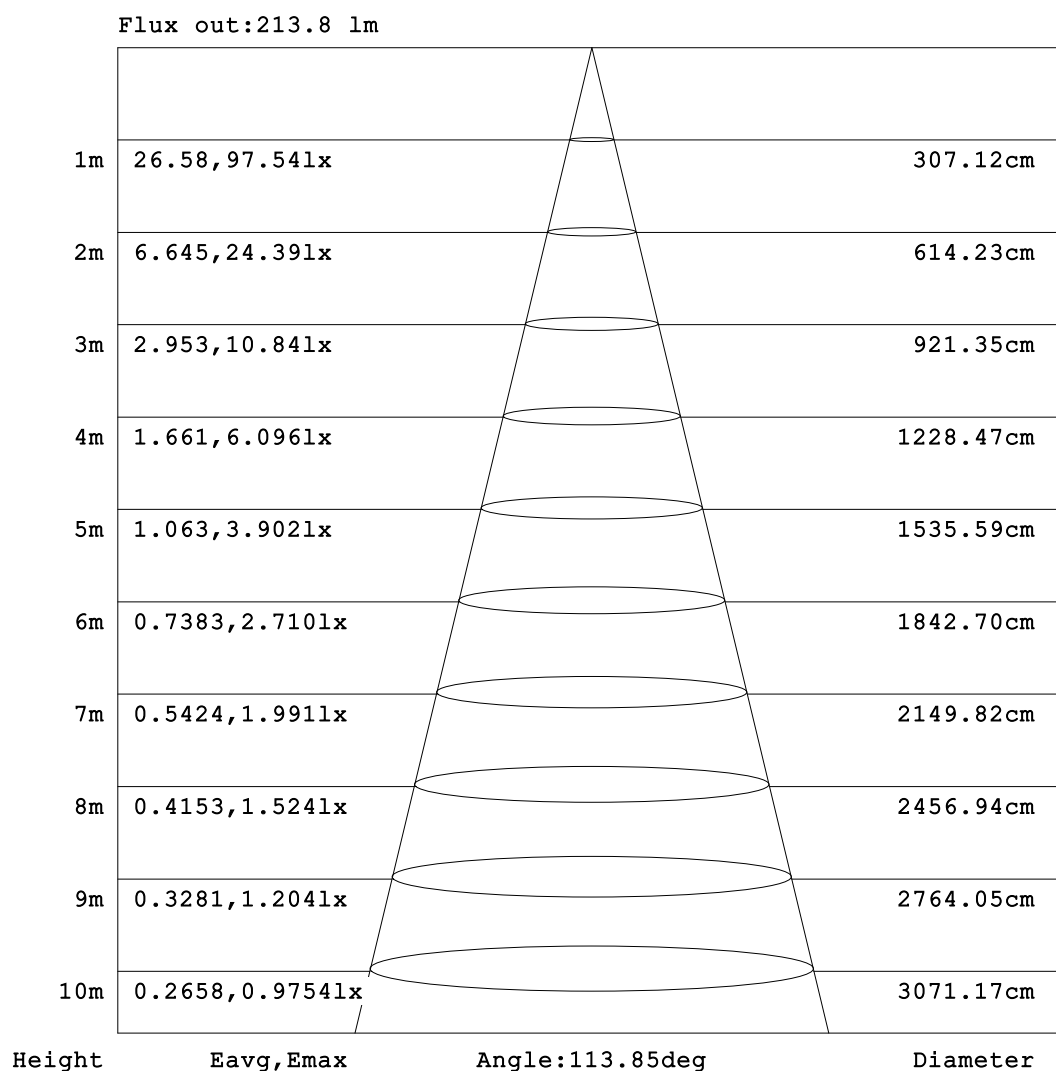 Flux out:213.8 lm
1m 26.58,97.54lx 307.12cm
2m 6.645,24.39lx 614.23cm
3m 2.953,10.84lx 921.35cm
4m 1.661,6.096lx 1228.47cm
5m 1.063,3.902lx 1535.59cm
6m 0.7383,2.710lx 1842.70cm
7m 0.5424,1.991lx 2149.82cm
8m 0.4153,1.524lx 2456.94cm
9m 0.3281,1.204lx 2764.05cm
10m 0.2658,0.9754lx 3071.17cm
Height Eavg,Emax Angle:113.85deg Diameter